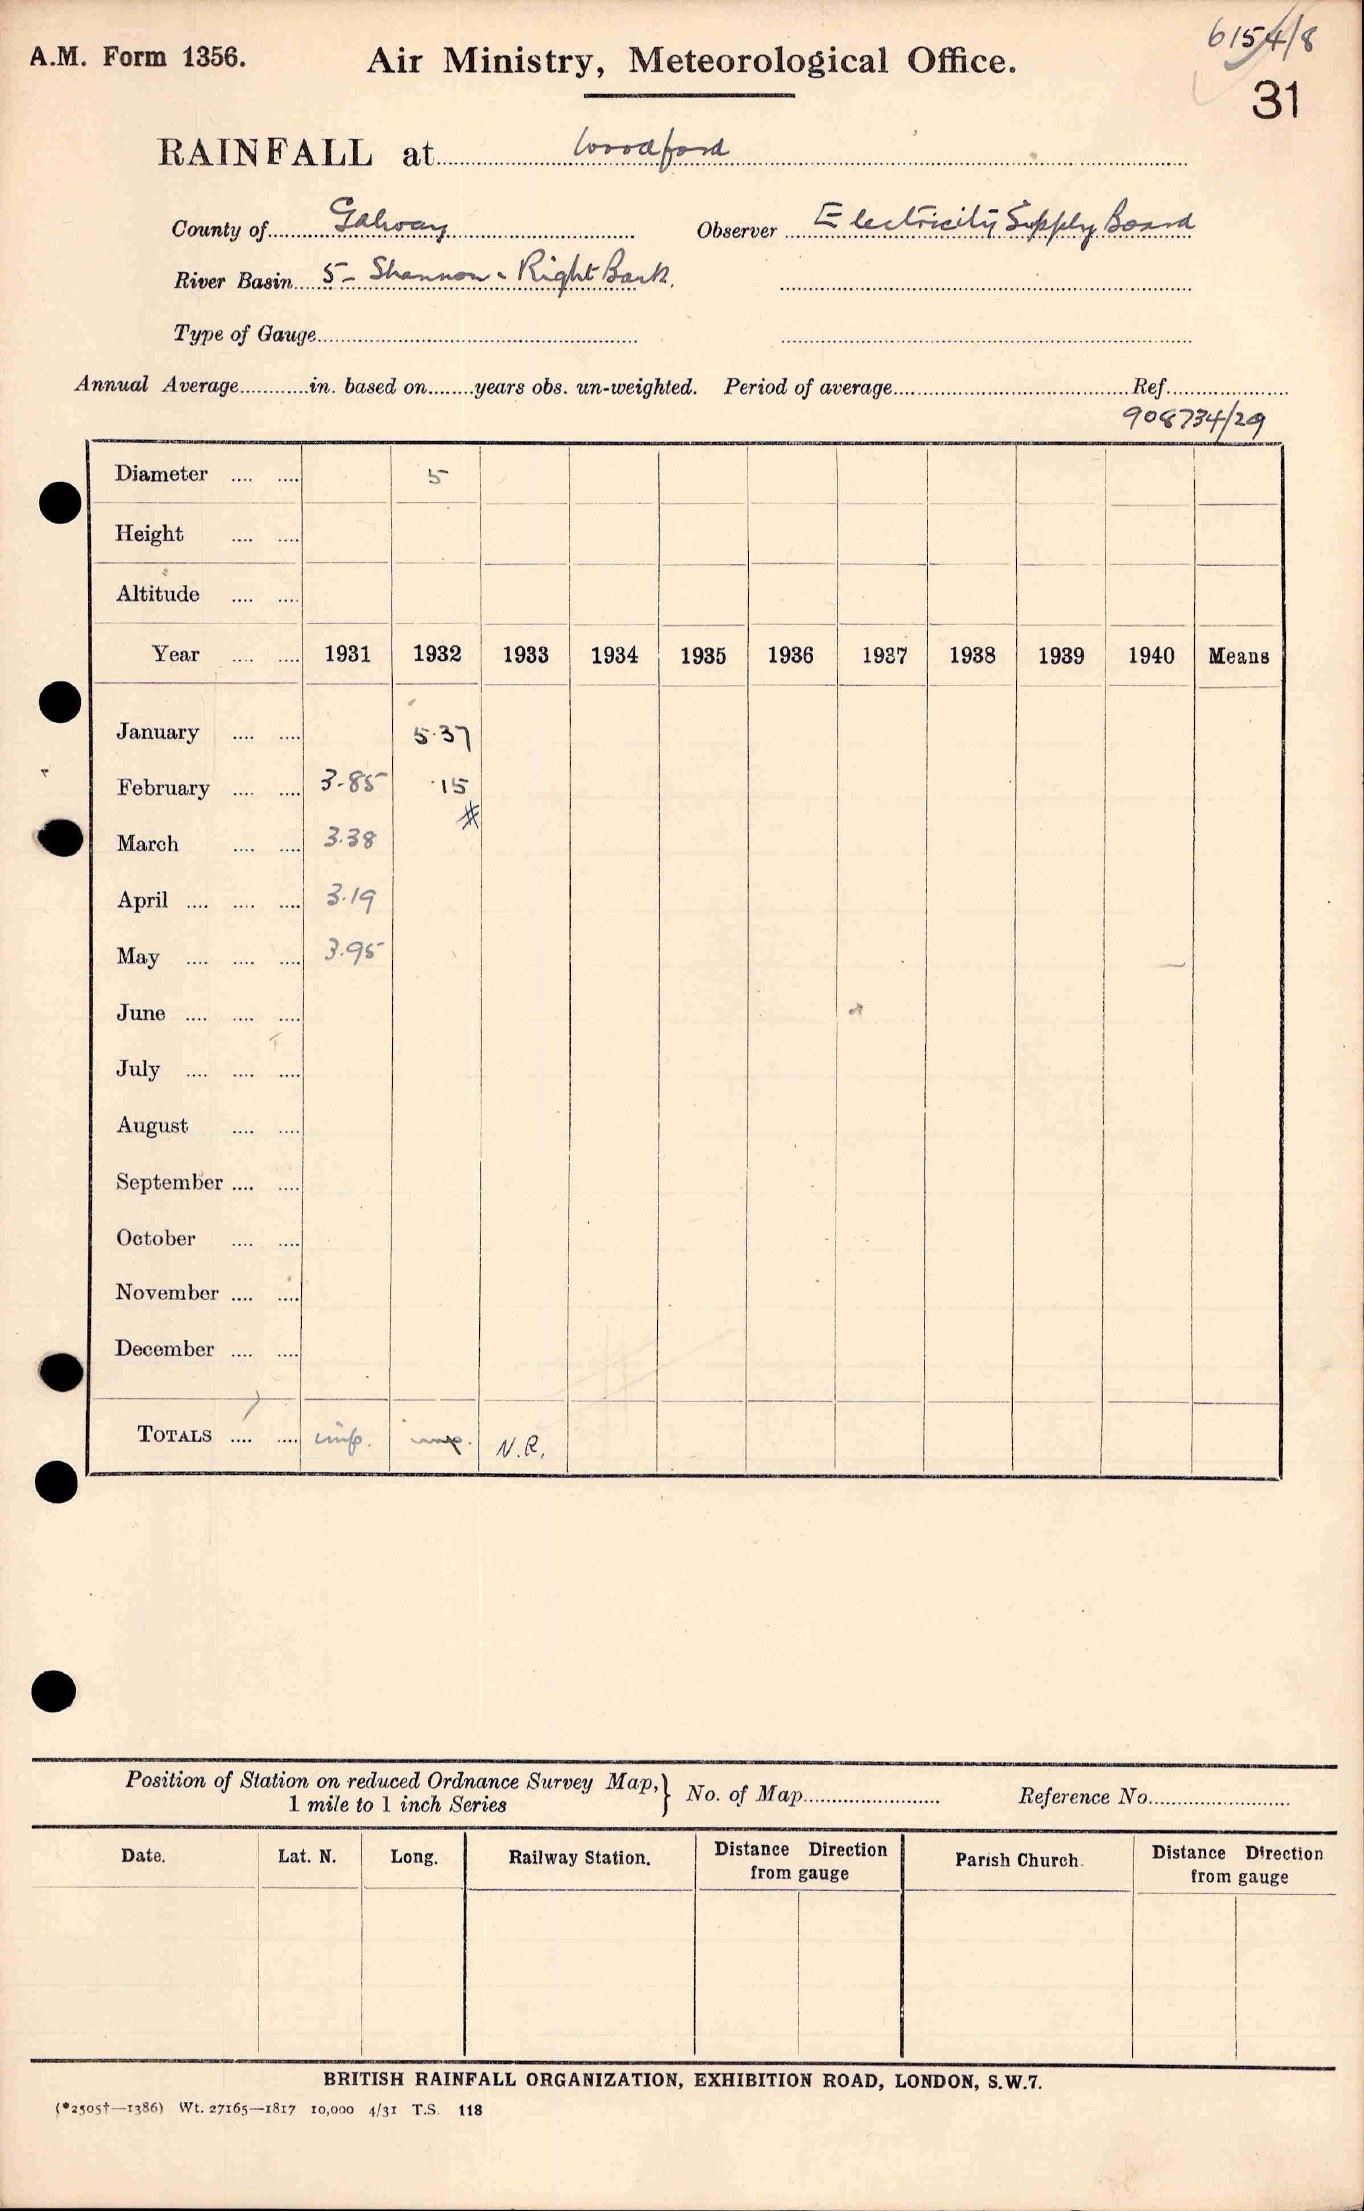 A.M. Form 1356.
Air Ministry, Meteorological Office.
6154/8
31
RAINFALL at Woodford
County of Galway Observer Electricity Supply Board
River Basin 5- Shannon - Right Bank.
Type of Gauge
Annual Average in. based on years obs. un-weighted. Period of average Ref.
908734/29
Diameter .... .... 5
Height .... ....
Altitude .... ....
Year .... .... 1931 1932 1933 1934 1935 1936 1937 1938 1939 1940 Means
January .... .... 5.37
February .... .... 3.85 .15
#
March .... .... 3.38
April .... .... .... 3.19
May .... .... .... 3.95
June .... .... ....
July .... .... ....
August .... ....
September .... ....
October .... ....
November .... ....
December .... ....
TOTALS .... .... imp. imp. N.R.
Position of Station on reduced Ordnance Survey Map,
1 mile to 1 inch Series } No. of Map Reference No.
Date. Lat. N. Long. Railway Station. Distance Direction from gauge Parish Church. Distance Direction from gauge
BRITISH RAINFALL ORGANIZATION, EXHIBITION ROAD, LONDON, S.W.7.
(*2505†—1386) Wt. 27165—1817 10,000 4/31 T.S. 118